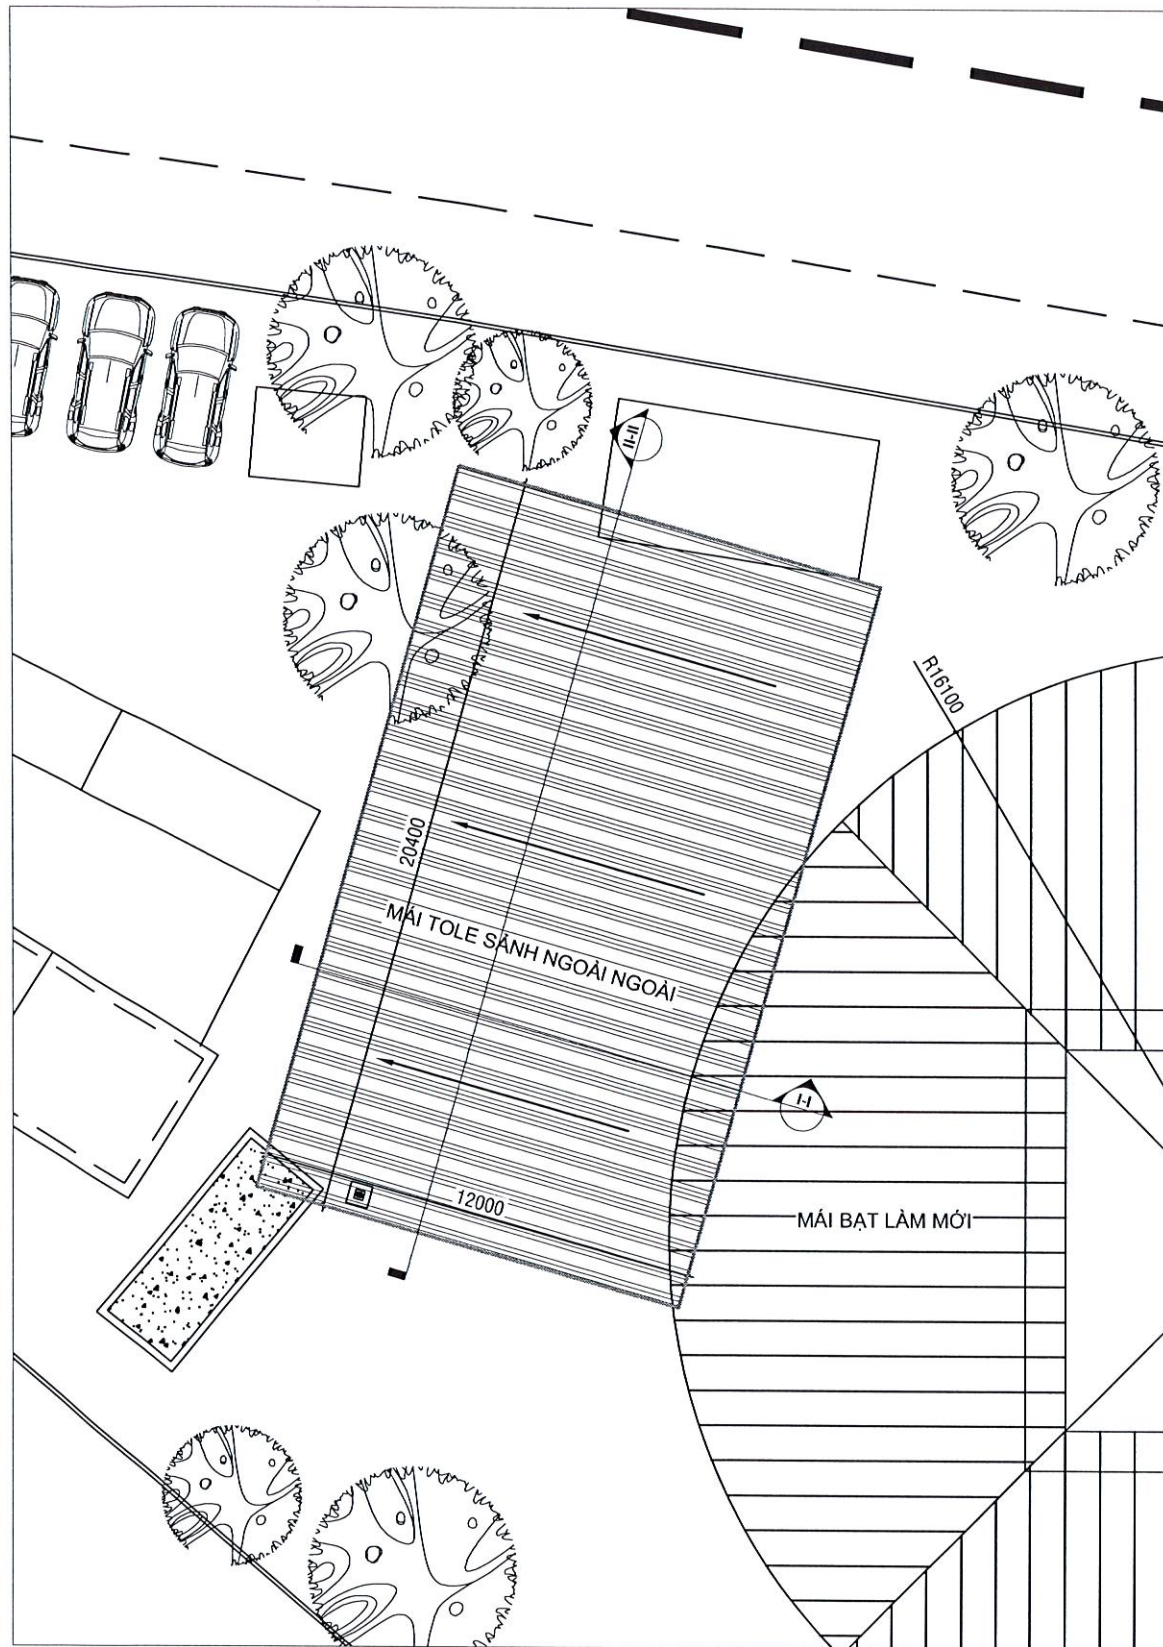 II-II
R16100
20400
MÁI TOLE SẢNH NGOÀI NGOÀI
I-I
12000
MÁI BẠT LÀM MỚI